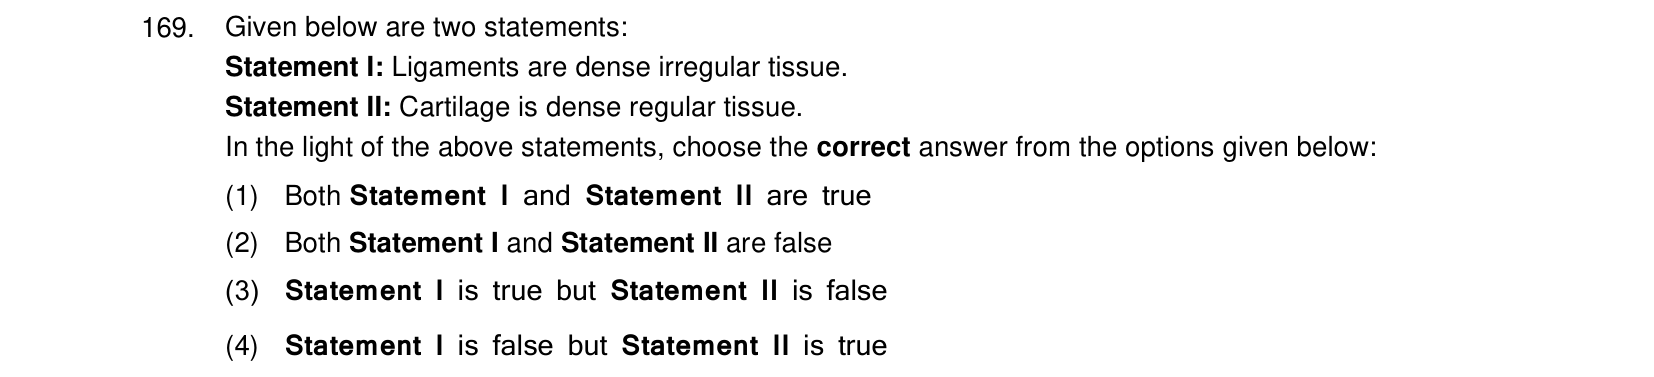 169. Given below are two statements:
Statement I: Ligaments are dense irregular tissue.
Statement II: Cartilage is dense regular tissue.
In the light of the above statements, choose the correct answer from the options given below:
(1) Both Statement I and Statement II are true
(2) Both Statement I and Statement II are false
(3) Statement I is true but Statement II is false
(4) Statement I is false but Statement II is true